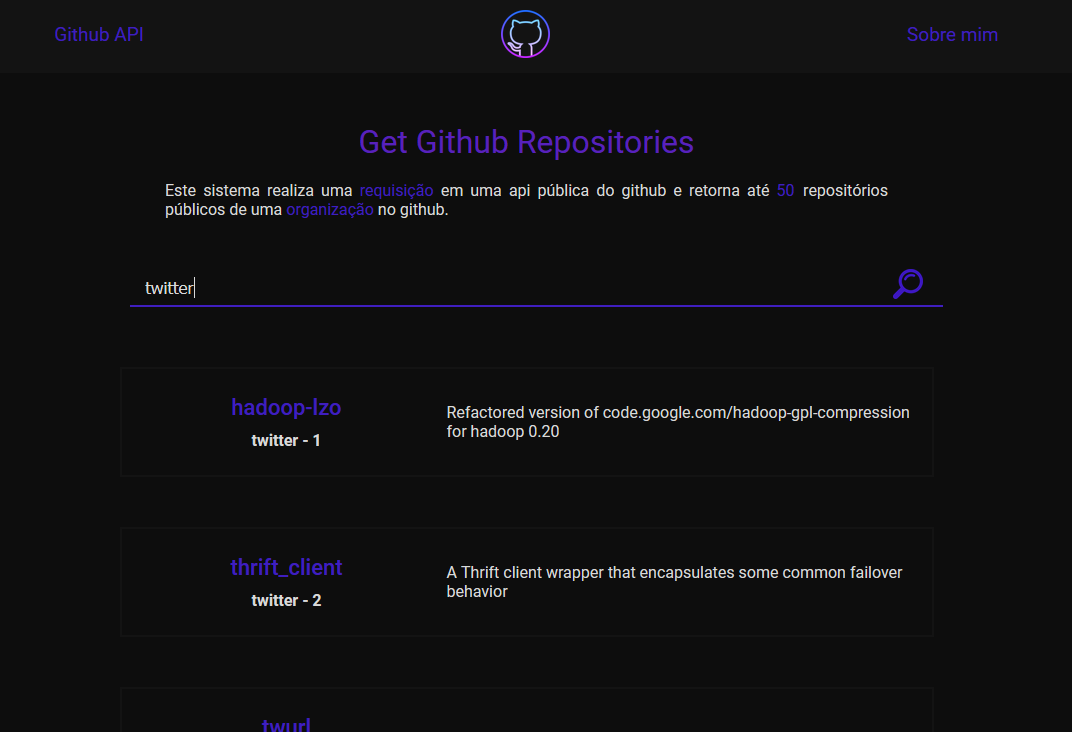 Github API
Sobre mim
Get Github Repositories
Este sistema realiza uma requisição em uma api pública do github e retorna até 50 repositórios
públicos de uma organização no github.
twitter
hadoop-lzo
twitter - 1
Refactored version of code.google.com/hadoop-gpl-compression
for hadoop 0.20
thrift_client
twitter - 2
A Thrift client wrapper that encapsulates some common failover
behavior
twurl